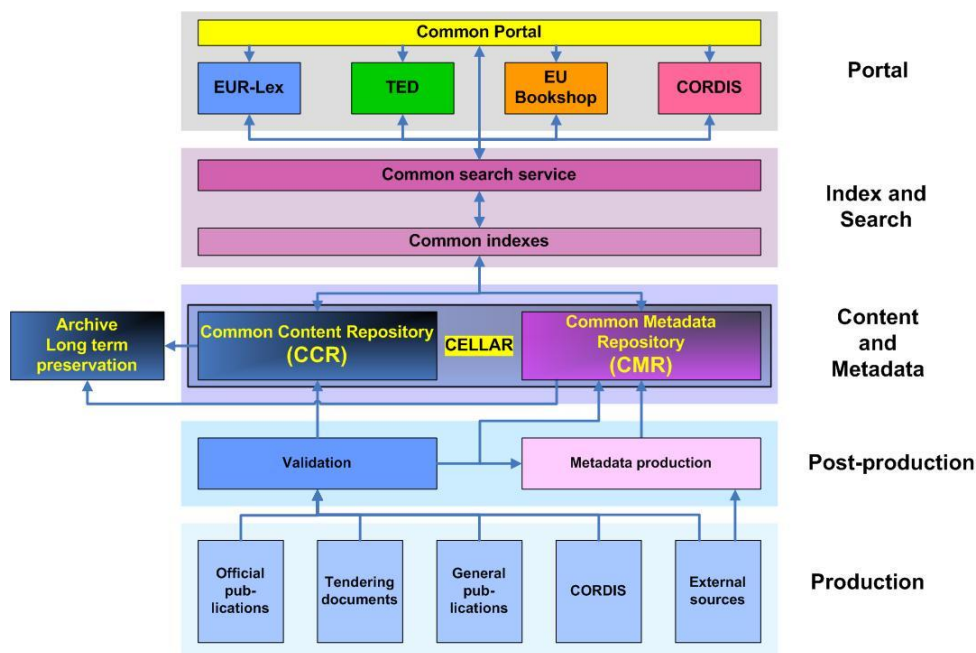 Common Portal
EUR-Lex
TED
EU
Bookshop
CORDIS
Portal
Common search service
Common indexes
Index and
Search
Archive
Long term
preservation
Common Content Repository
(CCR)
CELLAR
Common Metadata
Repository
(CMR)
Content
and
Metadata
Validation
Metadata production
Post-production
Official
pub-
lications
Tendering
documents
General
pub-
lications
CORDIS
External
sources
Production